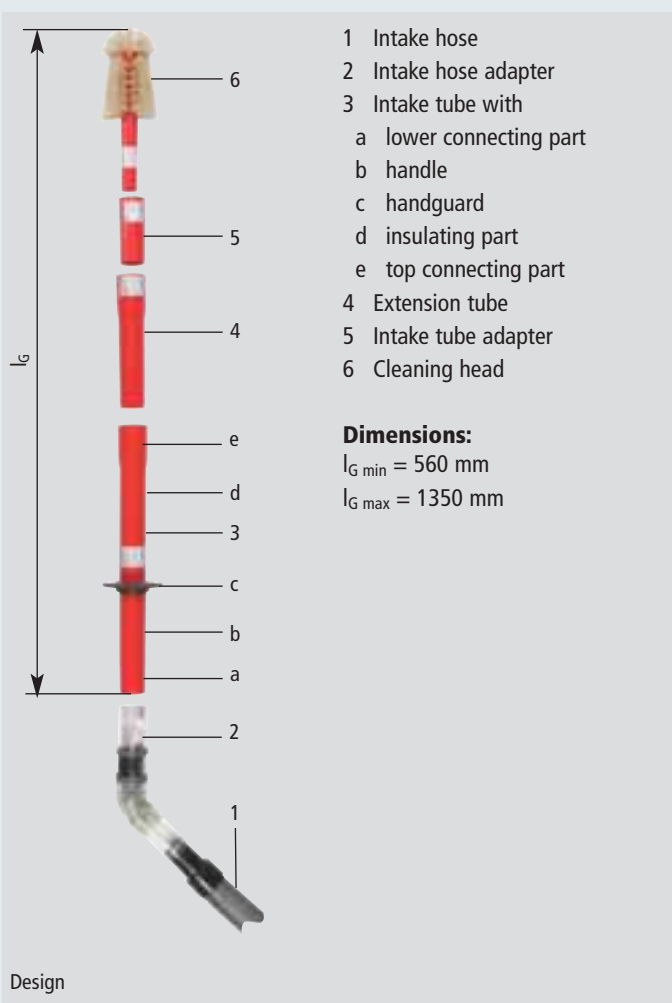 1 Intake hose
2 Intake hose adapter
3 Intake tube with
a lower connecting part
b handle
c handguard
d insulating part
e top connecting part
4 Extension tube
5 Intake tube adapter
6 Cleaning head
Dimensions:
lG min = 560 mm
lG max = 1350 mm
6
5
4
lG
e
d
3
c
b
a
2
1
Design